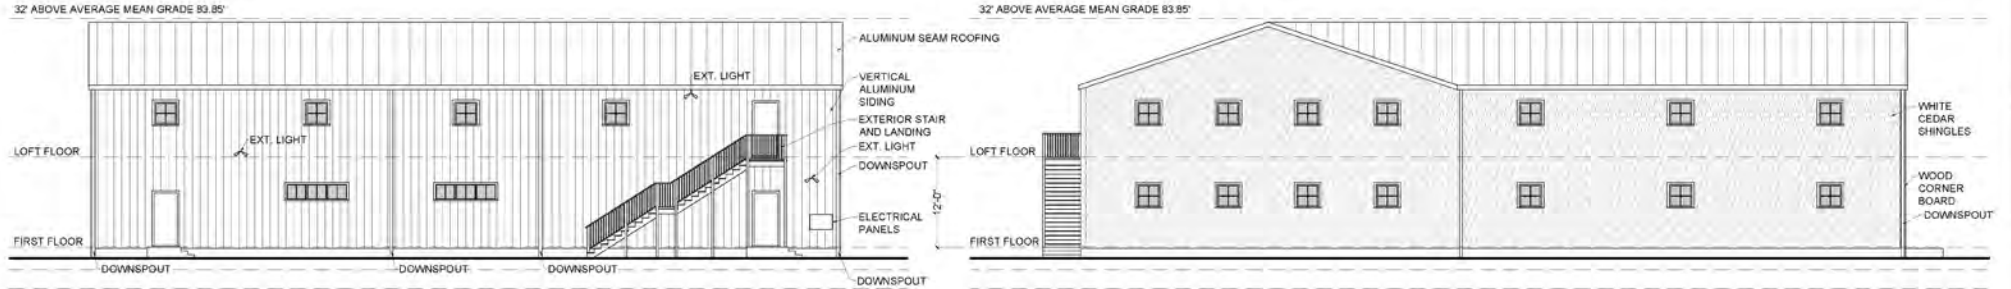 32' ABOVE AVERAGE MEAN GRADE 83.85'
ALUMINUM SEAM ROOFING
EXT. LIGHT
VERTICAL
ALUMINUM
SIDING
EXTERIOR STAIR
AND LANDING
EXT. LIGHT
EXT. LIGHT
LOFT FLOOR
DOWNSPOUT
12'-0"
ELECTRICAL
PANELS
FIRST FLOOR
DOWNSPOUT
DOWNSPOUT
DOWNSPOUT
DOWNSPOUT
32' ABOVE AVERAGE MEAN GRADE 83.85'
WHITE
CEDAR
SHINGLES
LOFT FLOOR
WOOD
CORNER
BOARD
DOWNSPOUT
FIRST FLOOR